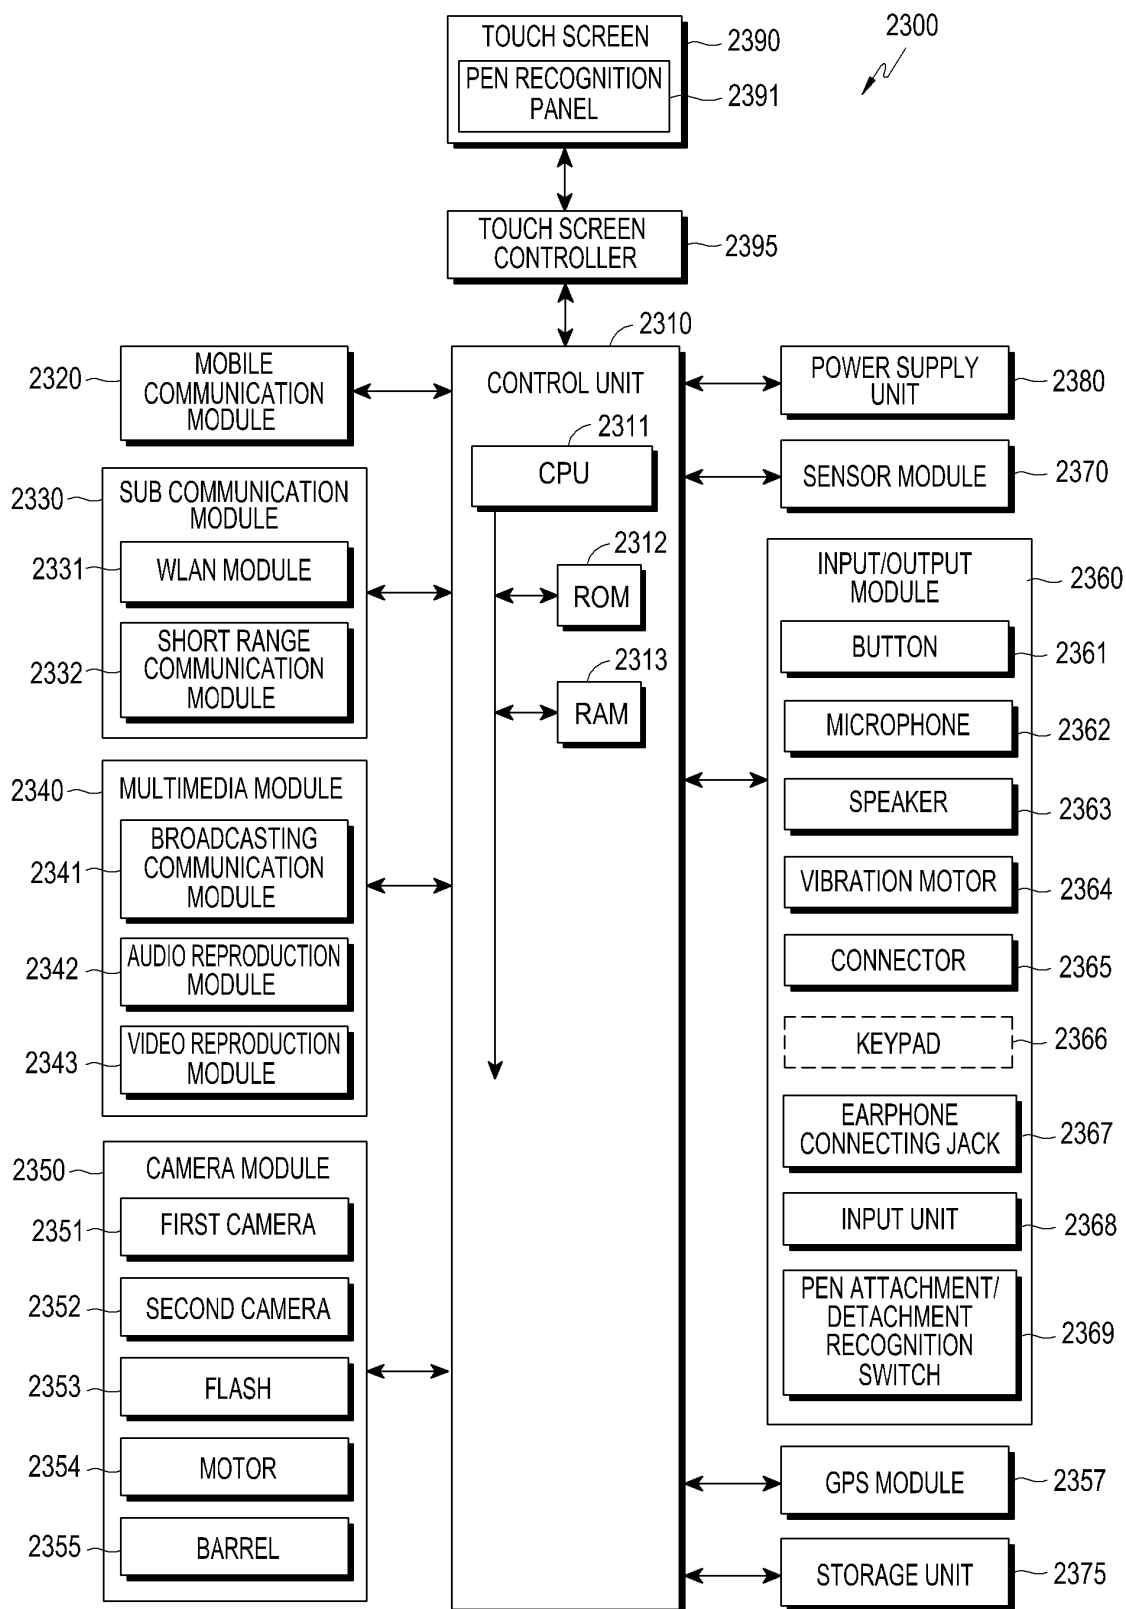 TOUCH SCREEN
2390
PEN RECOGNITION
PANEL
2391
2300
TOUCH SCREEN
CONTROLLER
2395
2310
CONTROL UNIT
2311
CPU
2312
ROM
2313
RAM
2320
MOBILE
COMMUNICATION
MODULE
2330
SUB COMMUNICATION
MODULE
2331
WLAN MODULE
2332
SHORT RANGE
COMMUNICATION
MODULE
2340
MULTIMEDIA MODULE
2341
BROADCASTING
COMMUNICATION
MODULE
2342
AUDIO REPRODUCTION
MODULE
2343
VIDEO REPRODUCTION
MODULE
2350
CAMERA MODULE
2351
FIRST CAMERA
2352
SECOND CAMERA
2353
FLASH
2354
MOTOR
2355
BARREL
POWER SUPPLY
UNIT
2380
SENSOR MODULE
2370
INPUT/OUTPUT
MODULE
2360
BUTTON
2361
MICROPHONE
2362
SPEAKER
2363
VIBRATION MOTOR
2364
CONNECTOR
2365
KEYPAD
2366
EARPHONE
CONNECTING JACK
2367
INPUT UNIT
2368
PEN ATTACHMENT/
DETACHMENT
RECOGNITION
SWITCH
2369
GPS MODULE
2357
STORAGE UNIT
2375